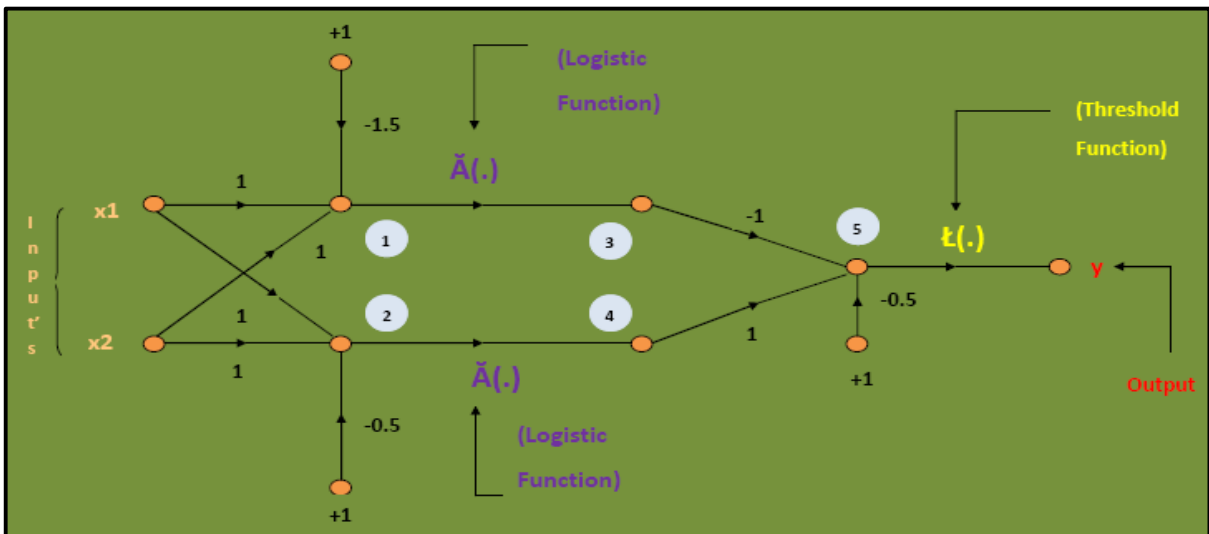 +1
(Logistic
Function)
-1.5
Ă(.)
(Threshold
Function)
Input's
x1
1
1
1
3
-1
5
Ł(.)
y
1
2
4
1
-0.5
x2
1
+1
Ă(.)
Output
-0.5
(Logistic
Function)
+1